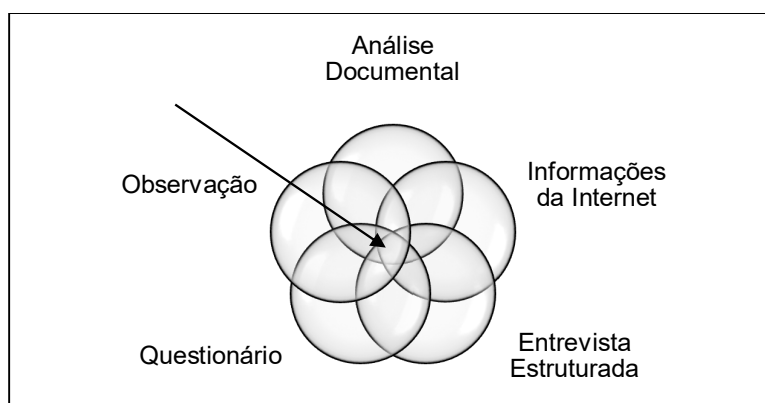 Análise
Documental
Observação
Informações
da Internet
Questionário
Entrevista
Estruturada